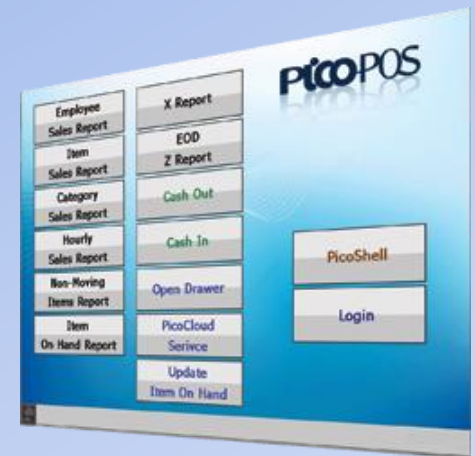 PicoPOS
Employee
Sales Report
Item
Sales Report
Category
Sales Report
Hourly
Sales Report
Non-Moving
Items Report
Item
On Hand Report
X Report
EOD
Z Report
Cash Out
Cash In
Open Drawer
PicoCloud
Serivce
Update
Item On Hand
PicoShell
Login